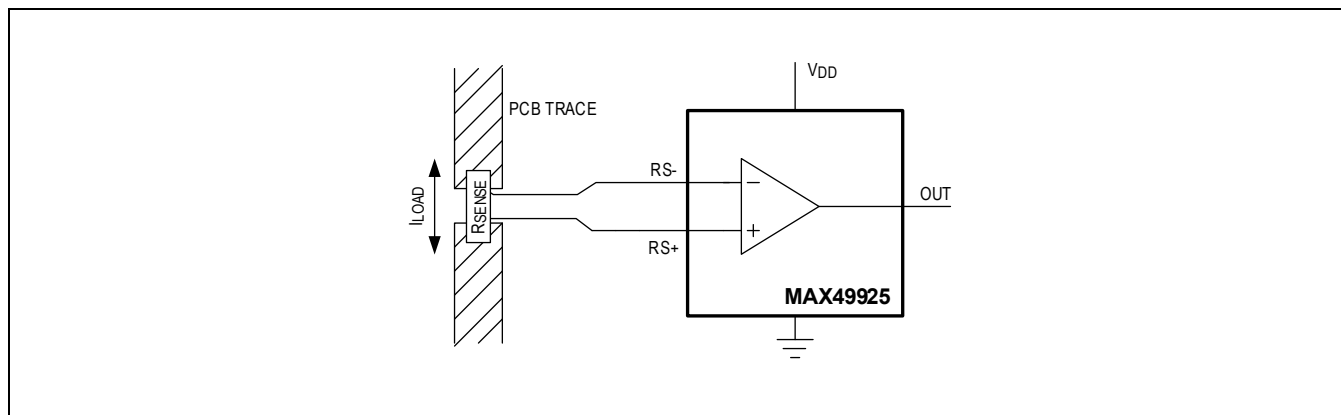 VDD
PCB TRACE
RS-
ILOAD
RSENSE
OUT
RS+
MAX49925